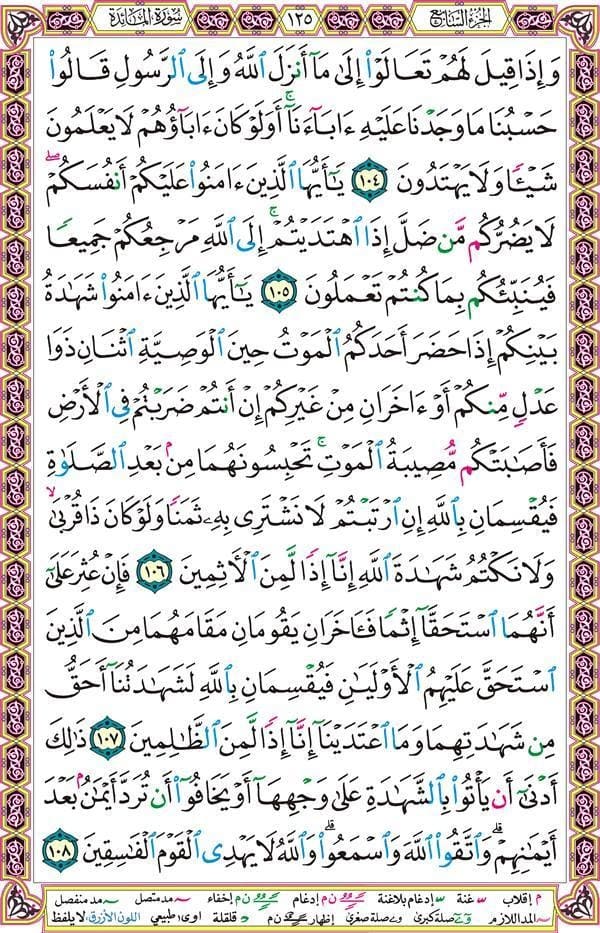 الجزء السابع ١٢٥ سورة المائدة
وَإِذَا قِيلَ لَهُمْ تَعَالَوْا۟ إِلَىٰ مَآ أَنزَلَ ٱللَّهُ وَإِلَى ٱلرَّسُولِ قَالُوا۟
حَسْبُنَا مَا وَجَدْنَا عَلَيْهِ ءَابَآءَنَآ ۚ أَوَلَوْ كَانَ ءَابَآؤُهُمْ لَا يَعْلَمُونَ
شَيْـًٔا وَلَا يَهْتَدُونَ ١٠٤ يَـٰٓأَيُّهَا ٱلَّذِينَ ءَامَنُوا۟ عَلَيْكُمْ أَنفُسَكُمْ ۖ
لَا يَضُرُّكُم مَّن ضَلَّ إِذَا ٱهْتَدَيْتُمْ ۚ إِلَى ٱللَّهِ مَرْجِعُكُمْ جَمِيعًا
فَيُنَبِّئُكُم بِمَا كُنتُمْ تَعْمَلُونَ ١٠٥ يَـٰٓأَيُّهَا ٱلَّذِينَ ءَامَنُوا۟ شَهَـٰدَةُ
بَيْنِكُمْ إِذَا حَضَرَ أَحَدَكُمُ ٱلْمَوْتُ حِينَ ٱلْوَصِيَّةِ ٱثْنَانِ ذَوَا
عَدْلٍ مِّنكُمْ أَوْ ءَاخَرَانِ مِنْ غَيْرِكُمْ إِنْ أَنتُمْ ضَرَبْتُمْ فِى ٱلْأَرْضِ
فَأَصَـٰبَتْكُم مُّصِيبَةُ ٱلْمَوْتِ ۚ تَحْبِسُونَهُمَا مِنۢ بَعْدِ ٱلصَّلَوٰةِ
فَيُقْسِمَانِ بِٱللَّهِ إِنِ ٱرْتَبْتُمْ لَا نَشْتَرِى بِهِۦ ثَمَنًا وَلَوْ كَانَ ذَا قُرْبَىٰ ۙ
وَلَا نَكْتُمُ شَهَـٰدَةَ ٱللَّهِ إِنَّآ إِذًا لَّمِنَ ٱلْـَٔاثِمِينَ ١٠٦ فَإِنْ عُثِرَ عَلَىٰٓ
أَنَّهُمَا ٱسْتَحَقَّآ إِثْمًا فَـَٔاخَرَانِ يَقُومَانِ مَقَامَهُمَا مِنَ ٱلَّذِينَ
ٱسْتَحَقَّ عَلَيْهِمُ ٱلْأَوْلَيَـٰنِ فَيُقْسِمَانِ بِٱللَّهِ لَشَهَـٰدَتُنَآ أَحَقُّ
مِن شَهَـٰدَتِهِمَا وَمَا ٱعْتَدَيْنَآ إِنَّآ إِذًا لَّمِنَ ٱلظَّـٰلِمِينَ ١٠٧ ذَٰلِكَ
أَدْنَىٰٓ أَن يَأْتُوا۟ بِٱلشَّهَـٰدَةِ عَلَىٰ وَجْهِهَآ أَوْ يَخَافُوٓا۟ أَن تُرَدَّ أَيْمَـٰنٌۢ بَعْدَ
أَيْمَـٰنِهِمْ ۗ وَٱتَّقُوا۟ ٱللَّهَ وَٱسْمَعُوا۟ ۗ وَٱللَّهُ لَا يَهْدِى ٱلْقَوْمَ ٱلْفَـٰسِقِينَ ١٠٨
م إقلاب غنة إدغام بلاغنة ن م إدغام ن م إخفاء مد متصل مد منفصل
المد اللازم صلة كبرى صلة صغرى إظهار ن م قلقلة اوى طبيعي اللون الأزرق لا يلفظ